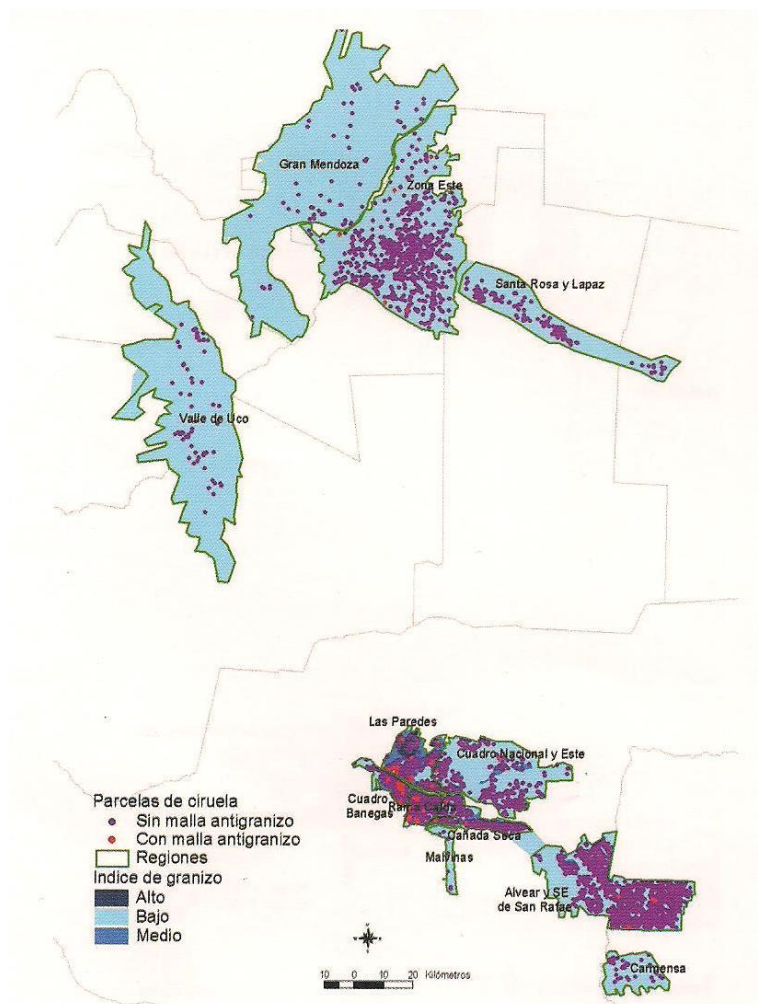 Gran Mendoza
Zona Este
Santa Rosa y Lapaz
Valle de Uco
Las Paredes
Cuadro Nacional y Este
Cuadro
Banegas
Rama Caida
Cañada Seca
Malvinas
Alvear y SE
de San Rafael
Carmensa
Parcelas de ciruela
Sin malla antigranizo
Con malla antigranizo
Regiones
Indice de granizo
Alto
Bajo
Medio
10 0 10 20 Kilómetros